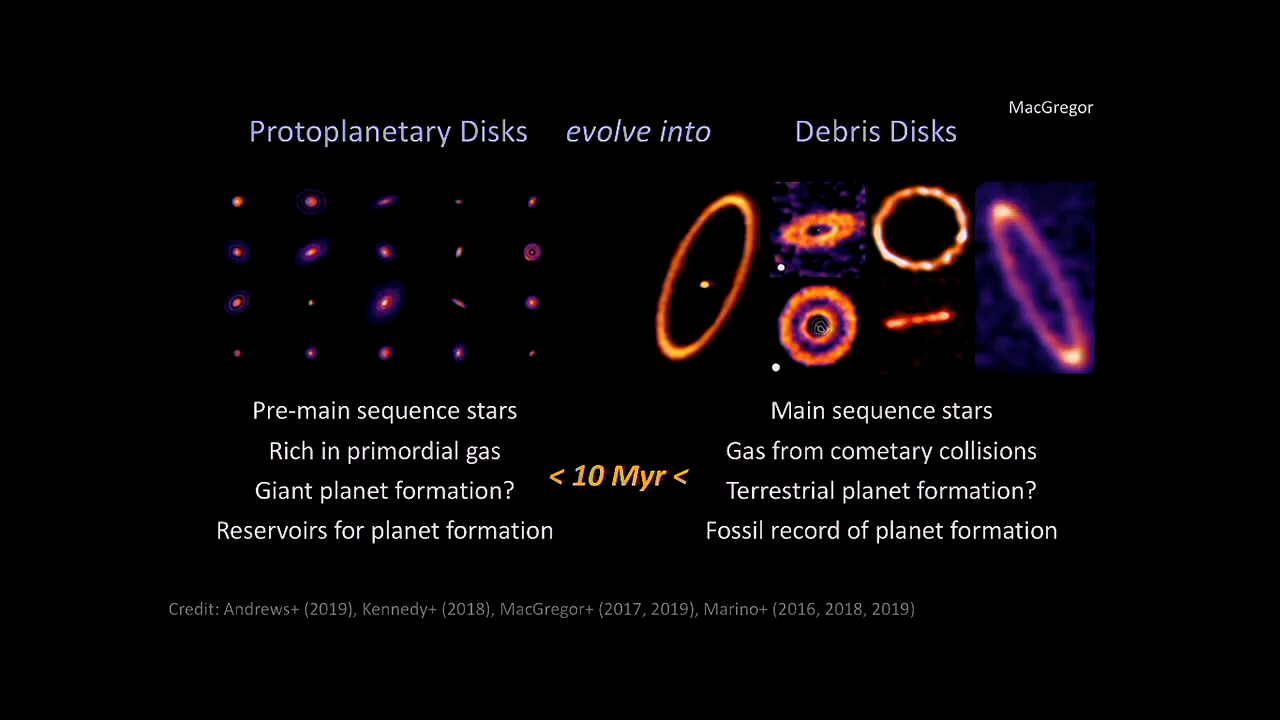 MacGregor
Protoplanetary Disks evolve into Debris Disks
Pre-main sequence stars
Rich in primordial gas
Giant planet formation?
Reservoirs for planet formation
< 10 Myr <
Main sequence stars
Gas from cometary collisions
Terrestrial planet formation?
Fossil record of planet formation
Credit: Andrews+ (2019), Kennedy+ (2018), MacGregor+ (2017, 2019), Marino+ (2016, 2018, 2019)